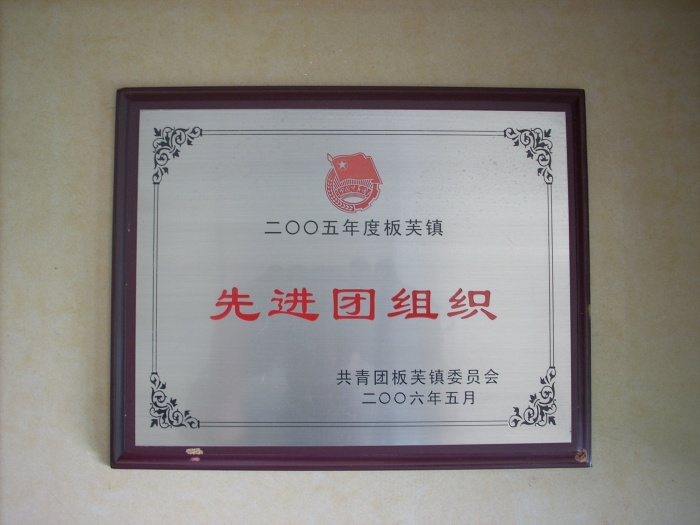 二〇〇五年度板芙镇
先进团组织
共青团板芙镇委员会
二〇〇六年五月